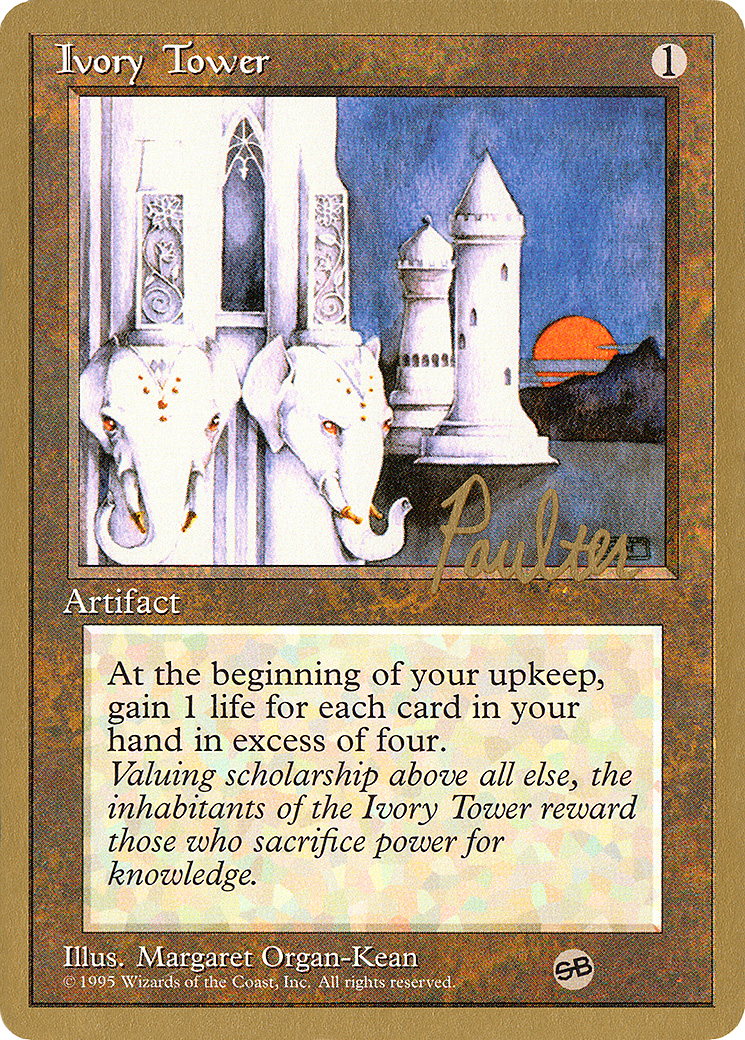 Ivory Tower 1
Paulter
Artifact
At the beginning of your upkeep,
gain 1 life for each card in your
hand in excess of four.
Valuing scholarship above all else, the
inhabitants of the Ivory Tower reward
those who sacrifice power for
knowledge.
Illus. Margaret Organ-Kean
© 1995 Wizards of the Coast, Inc. All rights reserved.
SB